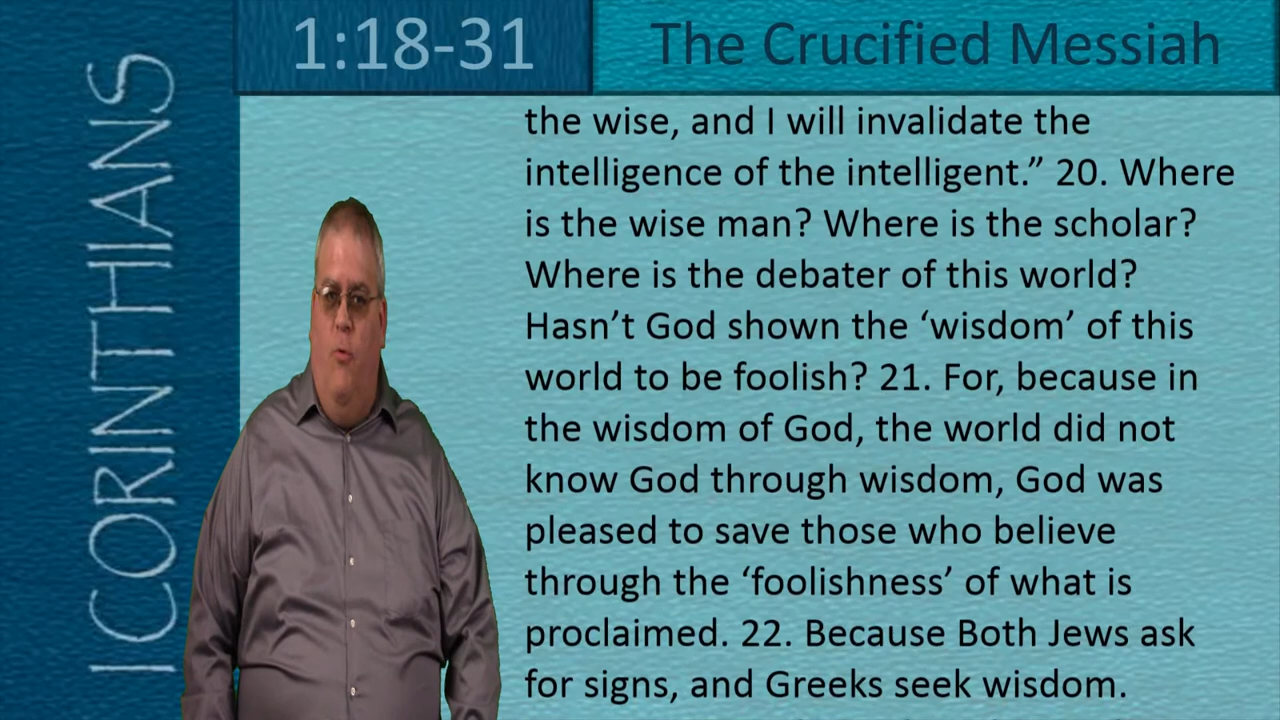 I CORINTHIANS
1:18-31
The Crucified Messiah
the wise, and I will invalidate the
intelligence of the intelligent.” 20. Where
is the wise man? Where is the scholar?
Where is the debater of this world?
Hasn’t God shown the ‘wisdom’ of this
world to be foolish? 21. For, because in
the wisdom of God, the world did not
know God through wisdom, God was
pleased to save those who believe
through the ‘foolishness’ of what is
proclaimed. 22. Because Both Jews ask
for signs, and Greeks seek wisdom.